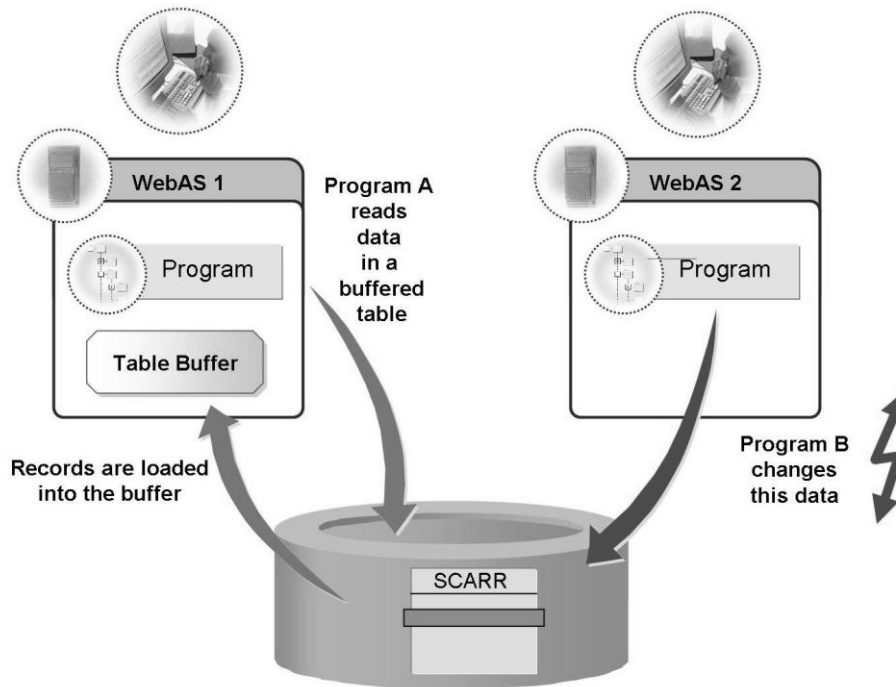 WebAS 1
Program
Table Buffer
Program A
reads
data
in a
buffered
table
WebAS 2
Program
Records are loaded
into the buffer
Program B
changes
this data
SCARR